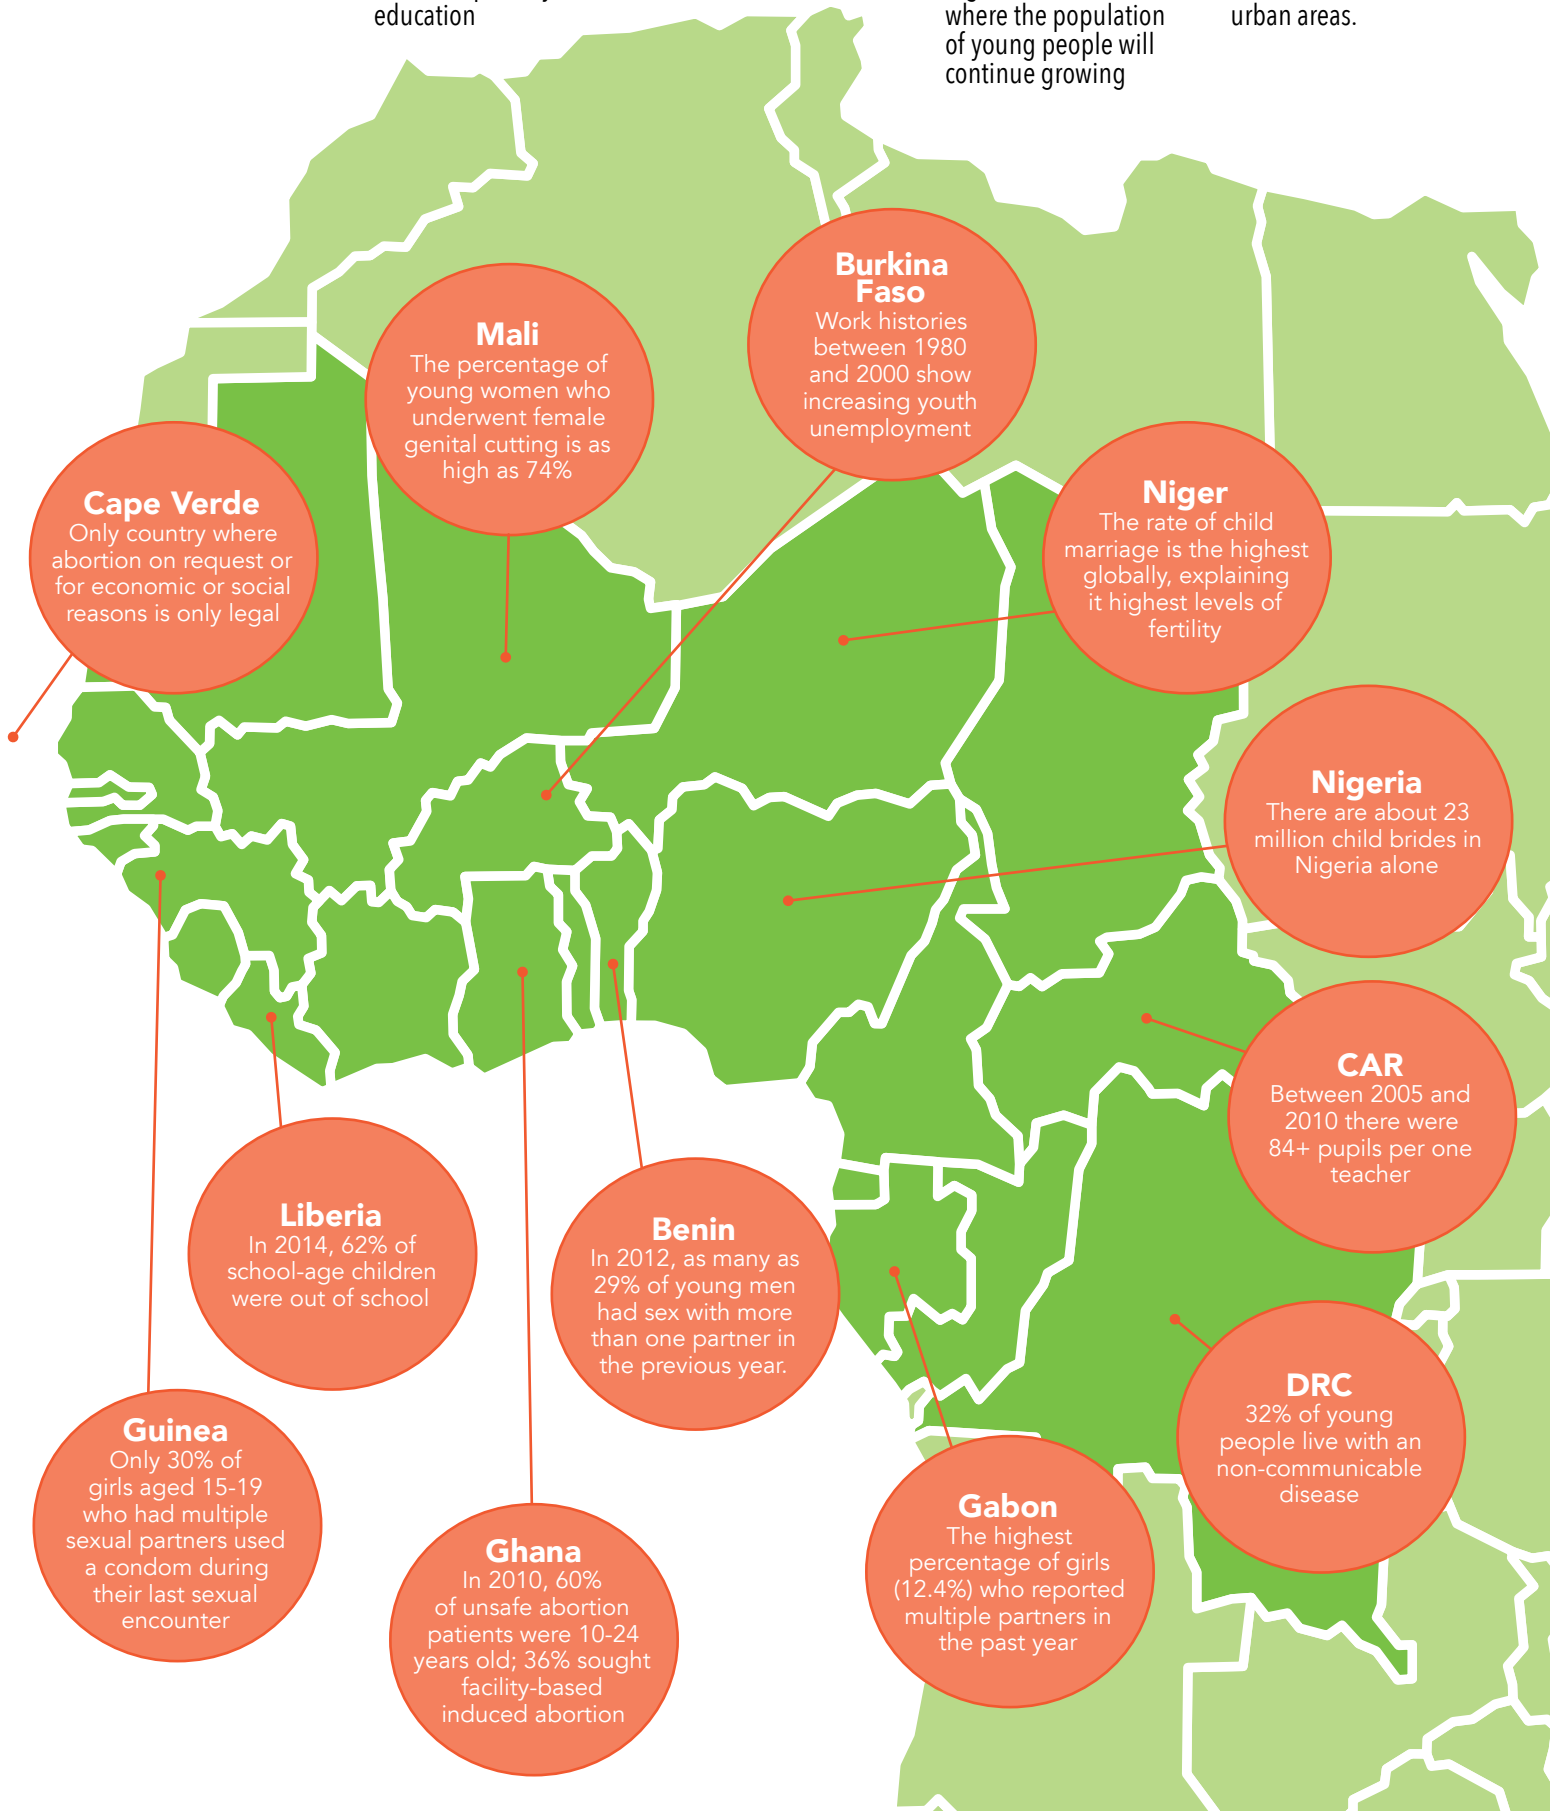 education
where the population
of young people will
continue growing
urban areas.
Burkina
Faso
Work histories
between 1980
and 2000 show
increasing youth
unemployment
Mali
The percentage of
young women who
underwent female
genital cutting is as
high as 74%
Cape Verde
Only country where
abortion on request or
for economic or social
reasons is only legal
Niger
The rate of child
marriage is the highest
globally, explaining
it highest levels of
fertility
Nigeria
There are about 23
million child brides in
Nigeria alone
CAR
Between 2005 and
2010 there were
84+ pupils per one
teacher
Liberia
In 2014, 62% of
school-age children
were out of school
Benin
In 2012, as many as
29% of young men
had sex with more
than one partner in
the previous year.
DRC
32% of young
people live with an
non-communicable
disease
Guinea
Only 30% of
girls aged 15-19
who had multiple
sexual partners used
a condom during
their last sexual
encounter
Ghana
In 2010, 60%
of unsafe abortion
patients were 10-24
years old; 36% sought
facility-based
induced abortion
Gabon
The highest
percentage of girls
(12.4%) who reported
multiple partners in
the past year